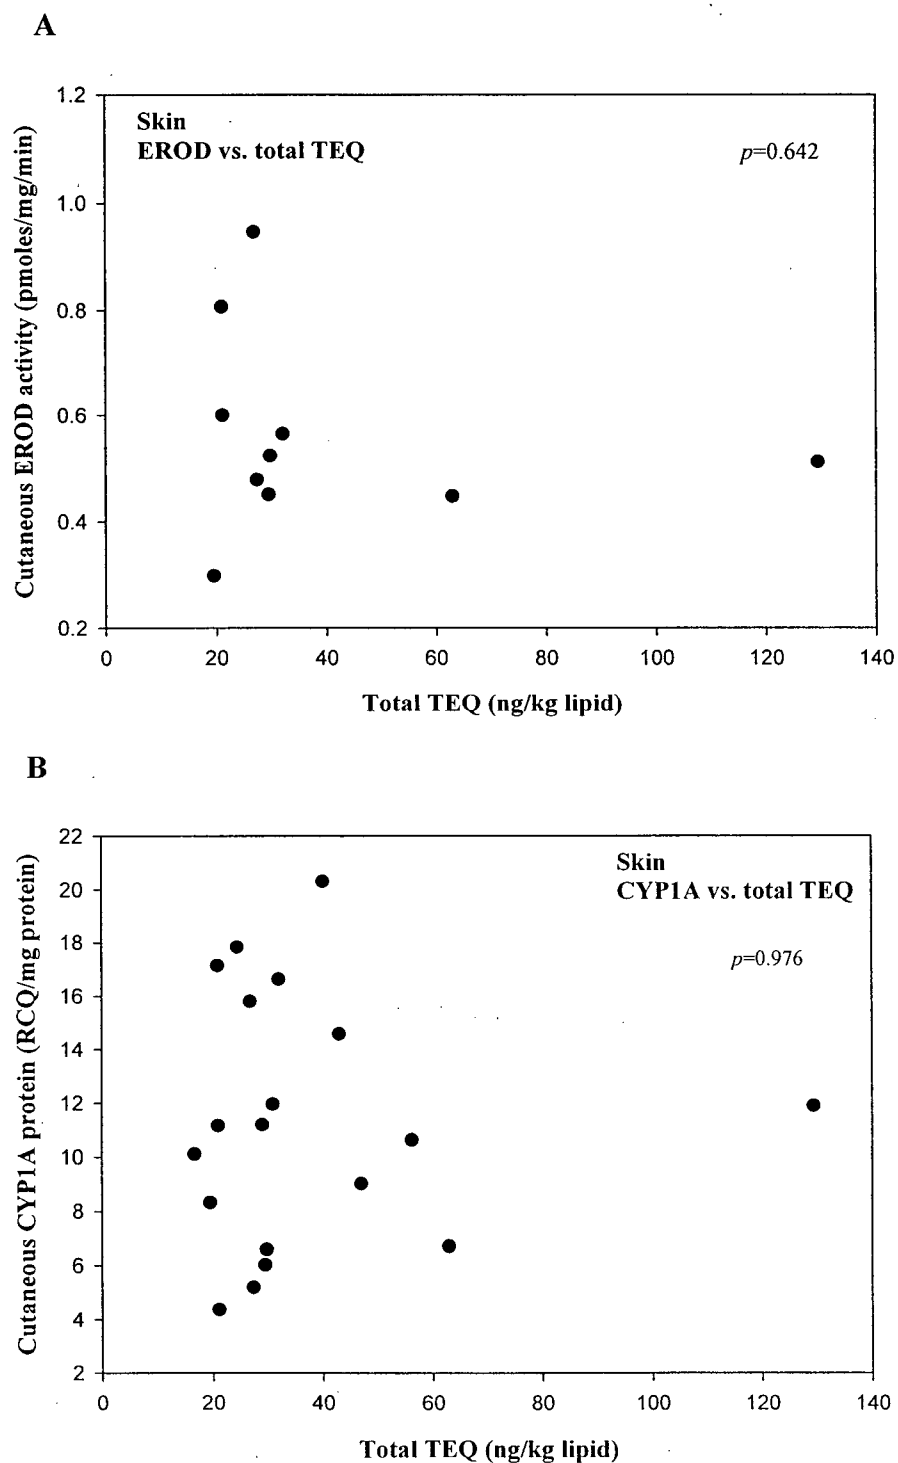 A
Skin
EROD vs. total TEQ
p=0.642
Cutaneous EROD activity (pmoles/mg/min)
1.2
1.0
0.8
0.6
0.4
0.2
0 20 40 60 80 100 120 140
Total TEQ (ng/kg lipid)
B
Skin
CYP1A vs. total TEQ
p=0.976
Cutaneous CYP1A protein (RCQ/mg protein)
22
20
18
16
14
12
10
8
6
4
2
0 20 40 60 80 100 120 140
Total TEQ (ng/kg lipid)